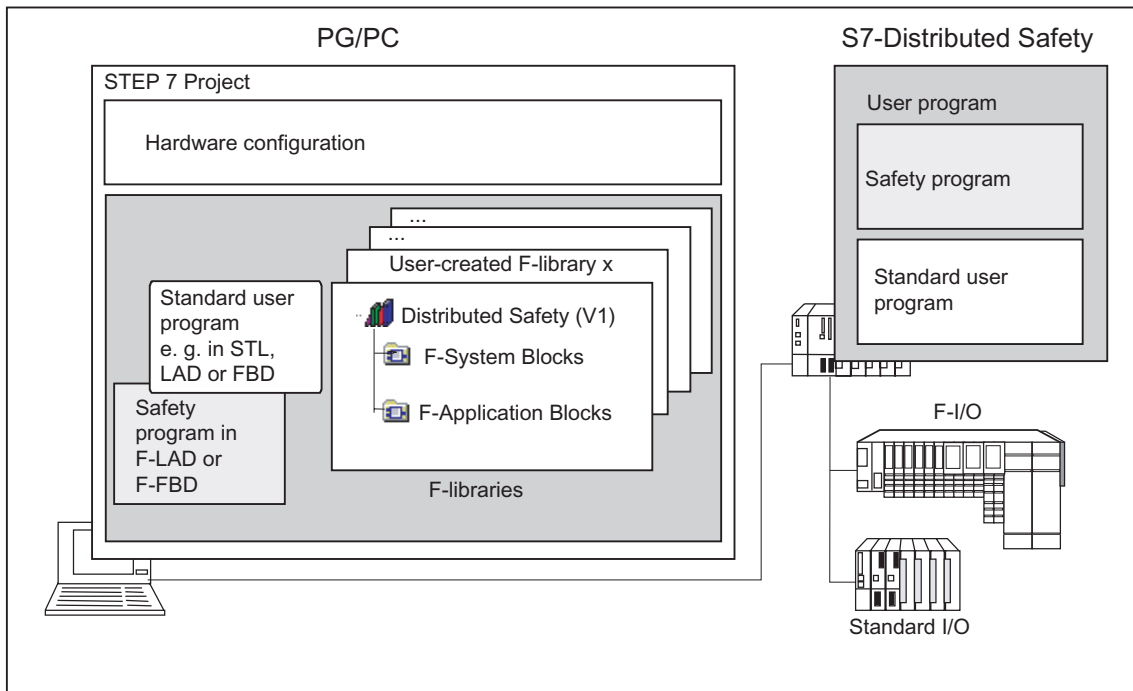 PG/PC
S7-Distributed Safety
STEP 7 Project
Hardware configuration
...
...
User-created F-library x
Distributed Safety (V1)
F-System Blocks
F-Application Blocks
Standard user
program
e. g. in STL,
LAD or FBD
Safety
program in
F-LAD or
F-FBD
F-libraries
User program
Safety program
Standard user
program
F-I/O
Standard I/O